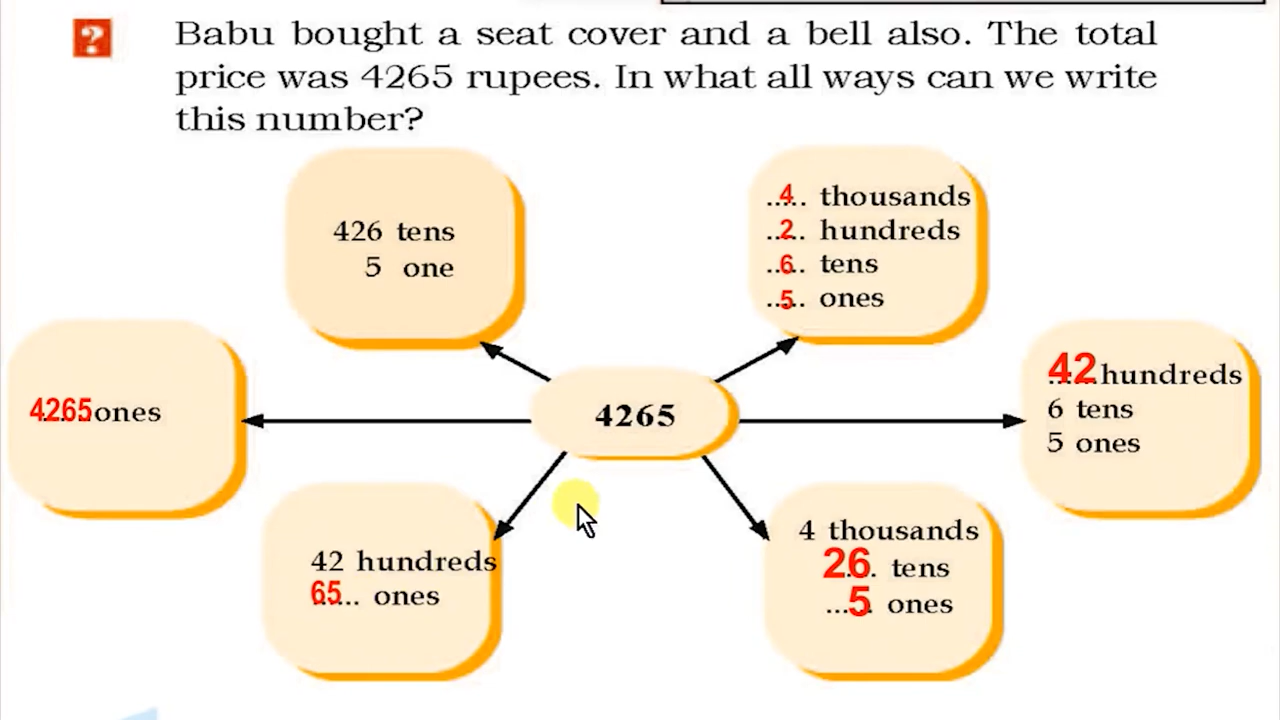 ?
Babu bought a seat cover and a bell also. The total
price was 4265 rupees. In what all ways can we write
this number?
426 tens
5 one
..4.. thousands
..2.. hundreds
..6.. tens
..5.. ones
4265 ones
4265
42 hundreds
6 tens
5 ones
42 hundreds
65... ones
4 thousands
26. tens
...5. ones